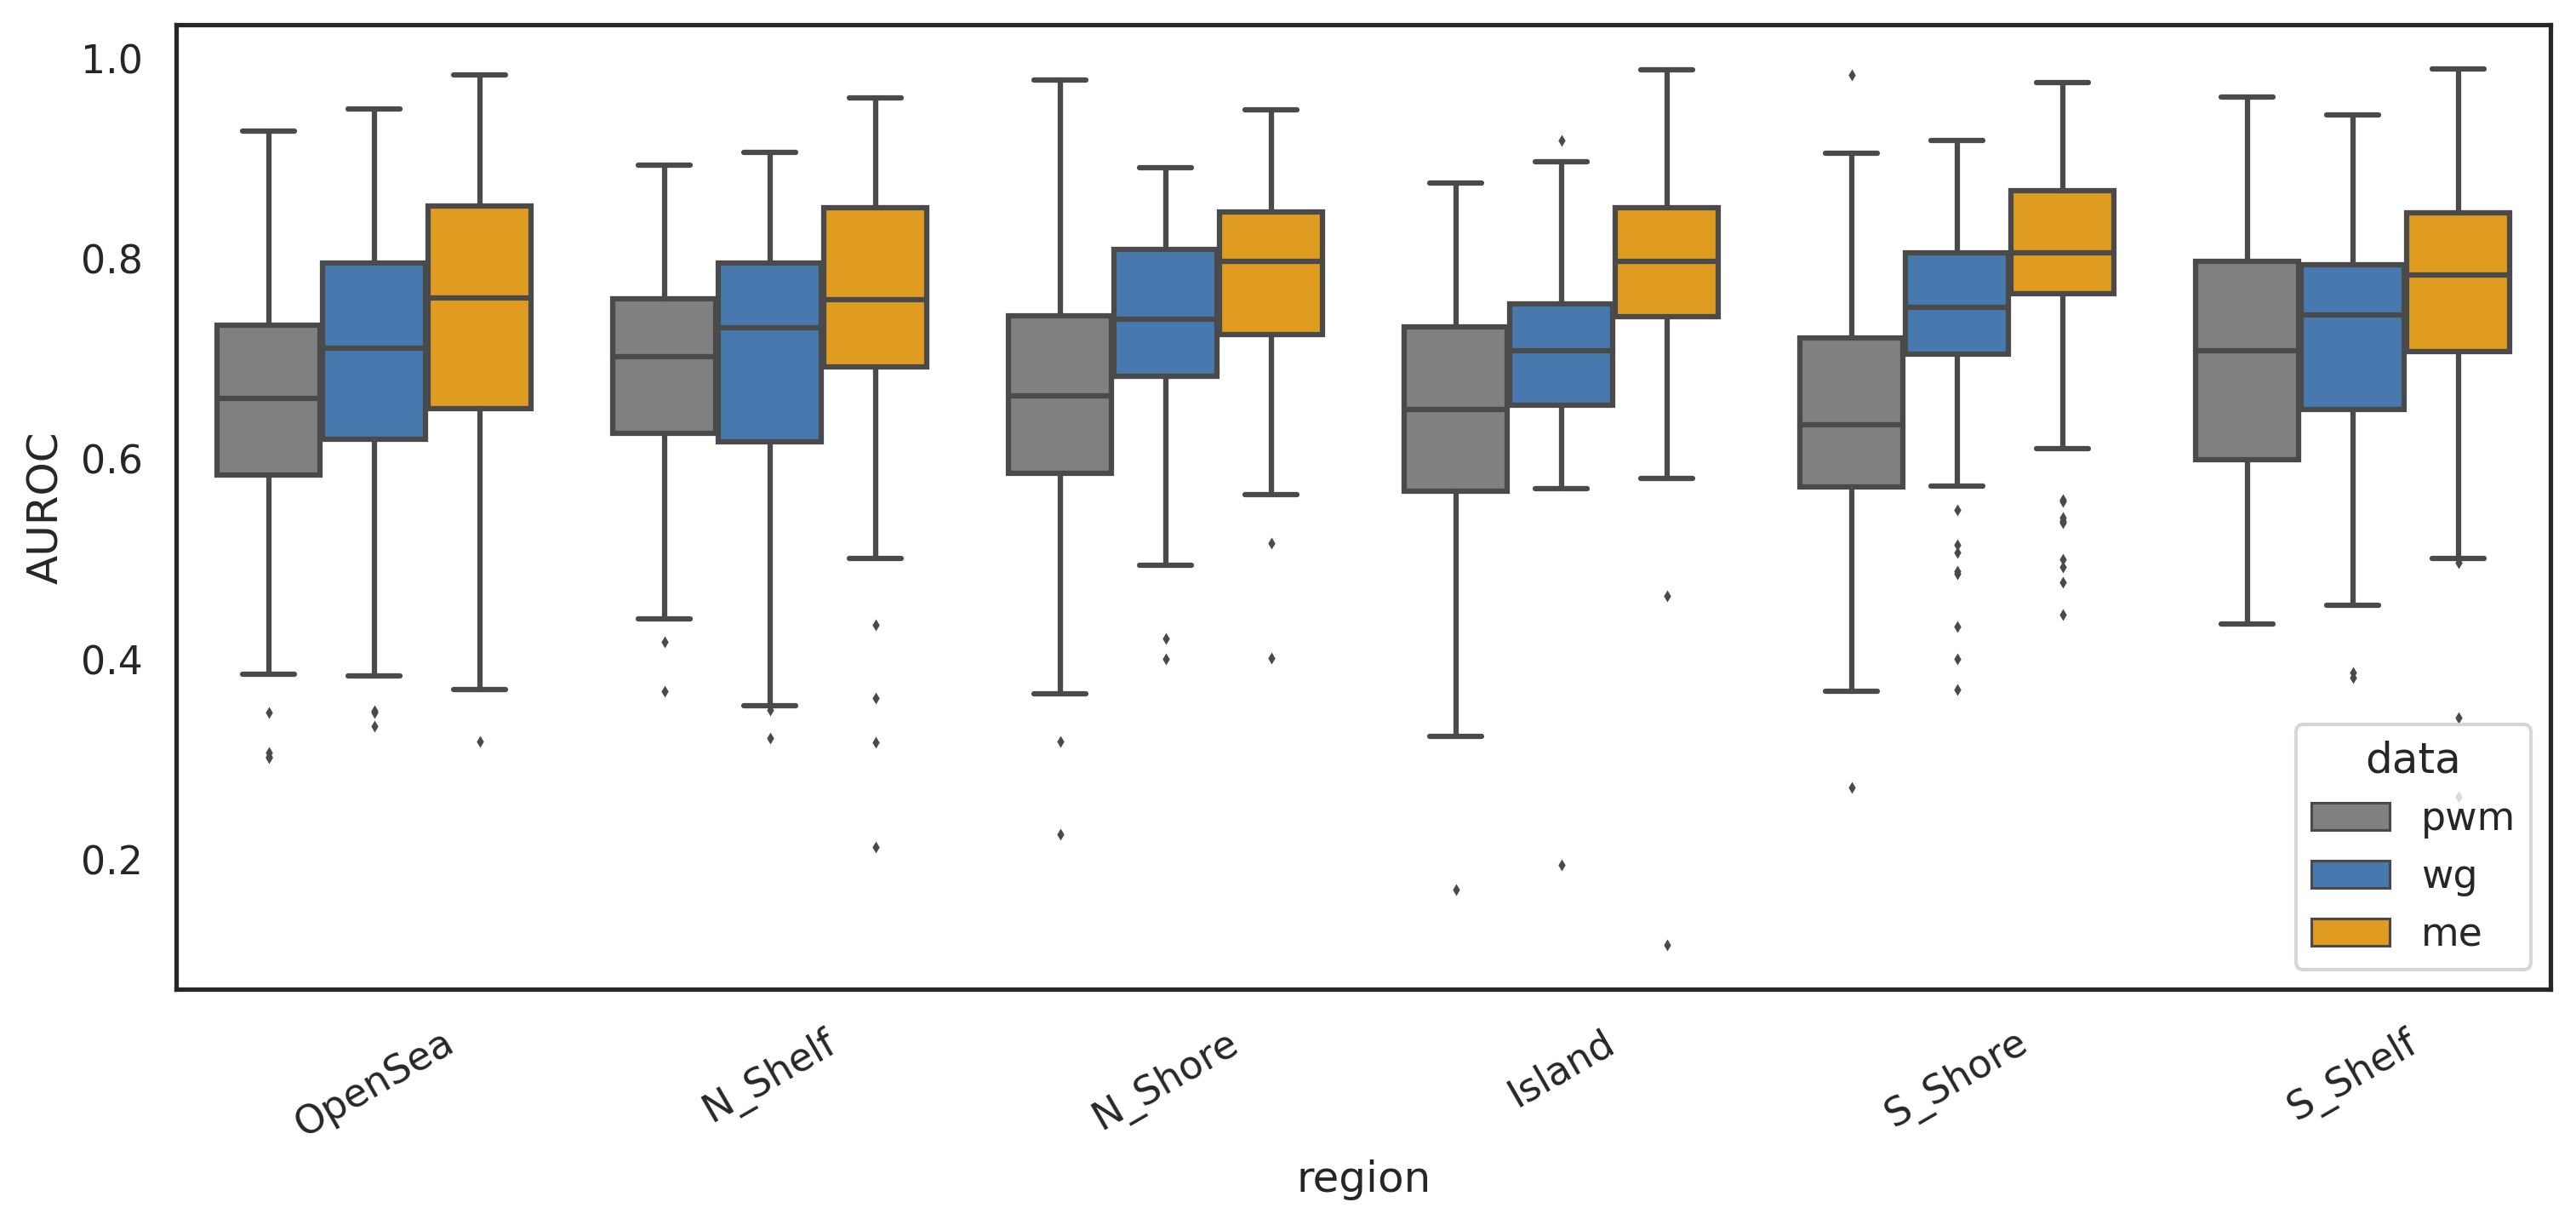 AUROC
1.0
0.8
0.6
0.4
0.2
data
pwm
wg
me
OpenSea
N_Shelf
N_Shore
Island
S_Shore
S_Shelf
region